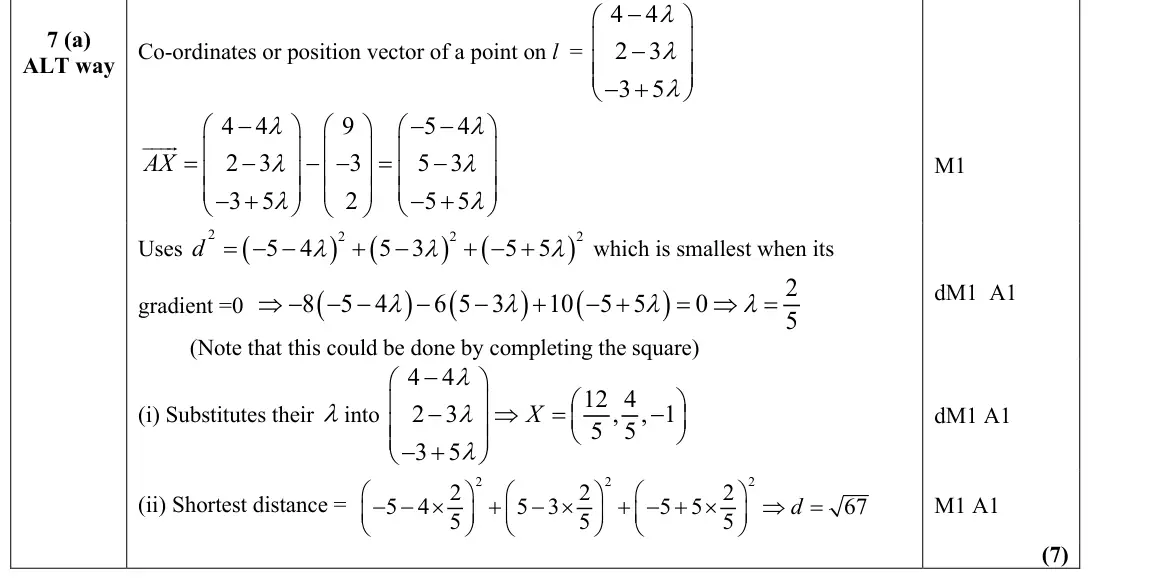 7 (a)
ALT way
Co-ordinates or position vector of a point on l = (4 − 4λ, 2 − 3λ, −3 + 5λ)
AX→ = (4 − 4λ, 2 − 3λ, −3 + 5λ) − (9, −3, 2) = (−5 − 4λ, 5 − 3λ, −5 + 5λ) M1
Uses d² = (−5 − 4λ)² + (5 − 3λ)² + (−5 + 5λ)² which is smallest when its
gradient =0 ⇒ −8(−5 − 4λ) − 6(5 − 3λ) + 10(−5 + 5λ) = 0 ⇒ λ = 2/5 dM1 A1
(Note that this could be done by completing the square)
(i) Substitutes their λ into (4 − 4λ, 2 − 3λ, −3 + 5λ) ⇒ X = (12/5, 4/5, −1) dM1 A1
(ii) Shortest distance = (−5 − 4 × 2/5)² + (5 − 3 × 2/5)² + (−5 + 5 × 2/5)² ⇒ d = √67 M1 A1
(7)